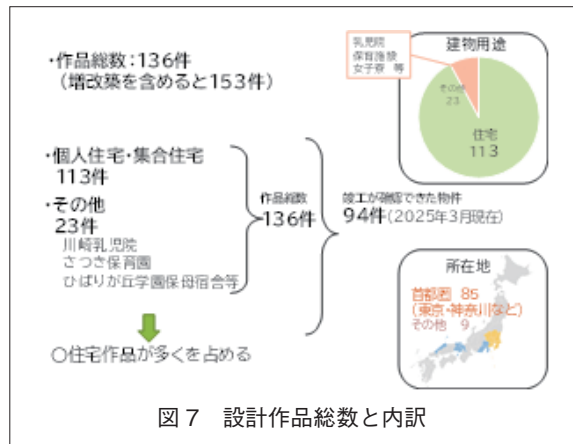 ・作品総数：136件
（増改築を含めると153件）
・個人住宅・集合住宅
113件
・その他
23件
川崎乳児院
さつき保育園
ひばりが丘学園保母宿舎等
○住宅作品が多くを占める
作品総数
136件
竣工が確認できた物件
94件(2025年3月現在)
建物用途
乳児院
保育施設
女子寮　等
その他
23
住宅
113
所在地
首都圏　85
(東京・神奈川など)
その他　9
図７　設計作品総数と内訳